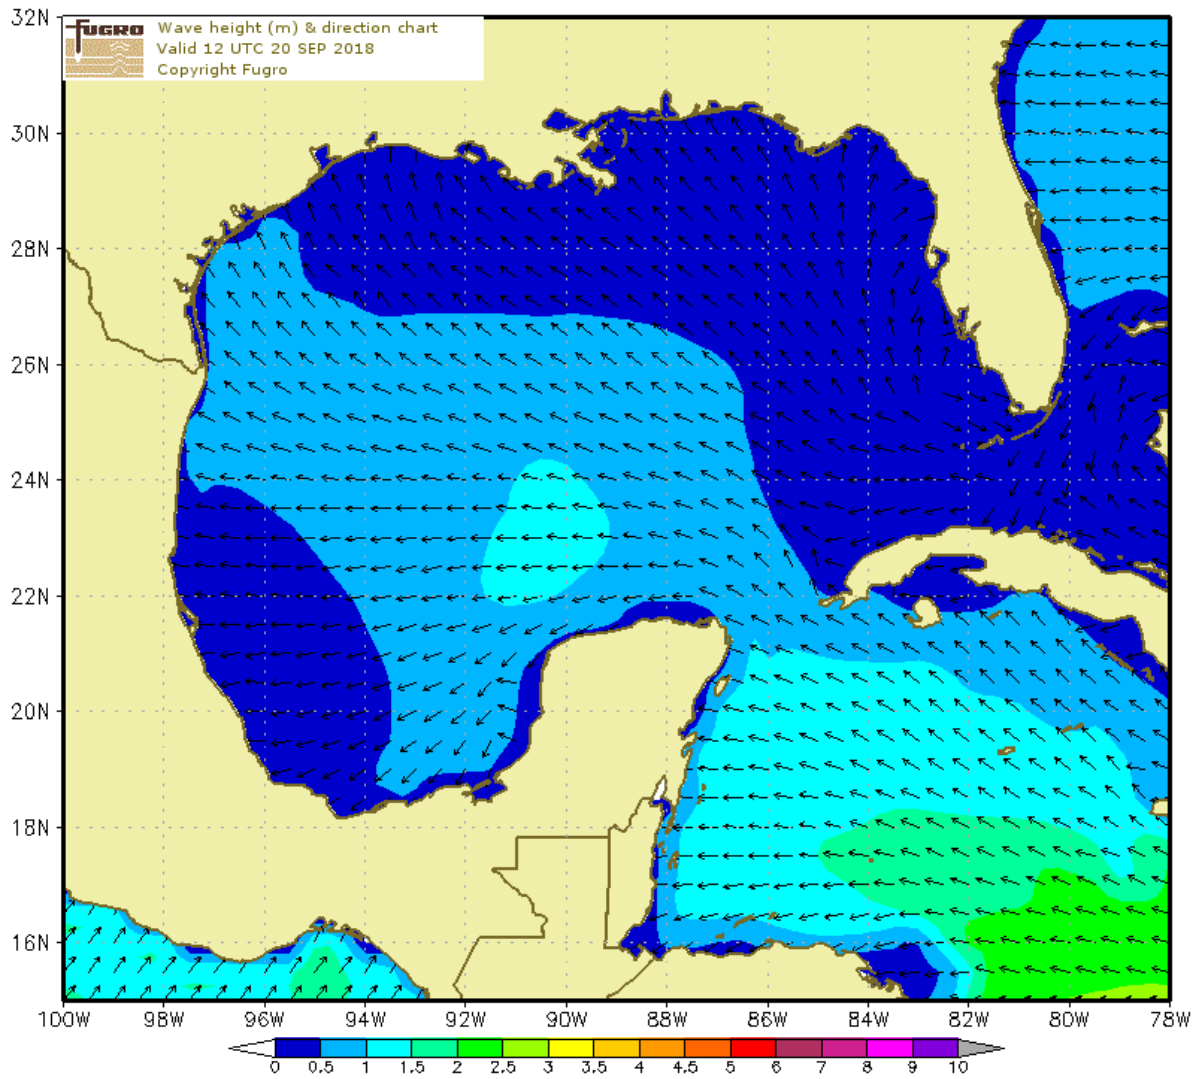 FUGRO
Wave height (m) & direction chart
Valid 12 UTC 20 SEP 2018
Copyright Fugro
32N
30N
28N
26N
24N
22N
20N
18N
16N
100W 98W 96W 94W 92W 90W 88W 86W 84W 82W 80W 78W
0 0.5 1 1.5 2 2.5 3 3.5 4 4.5 5 6 7 8 9 10